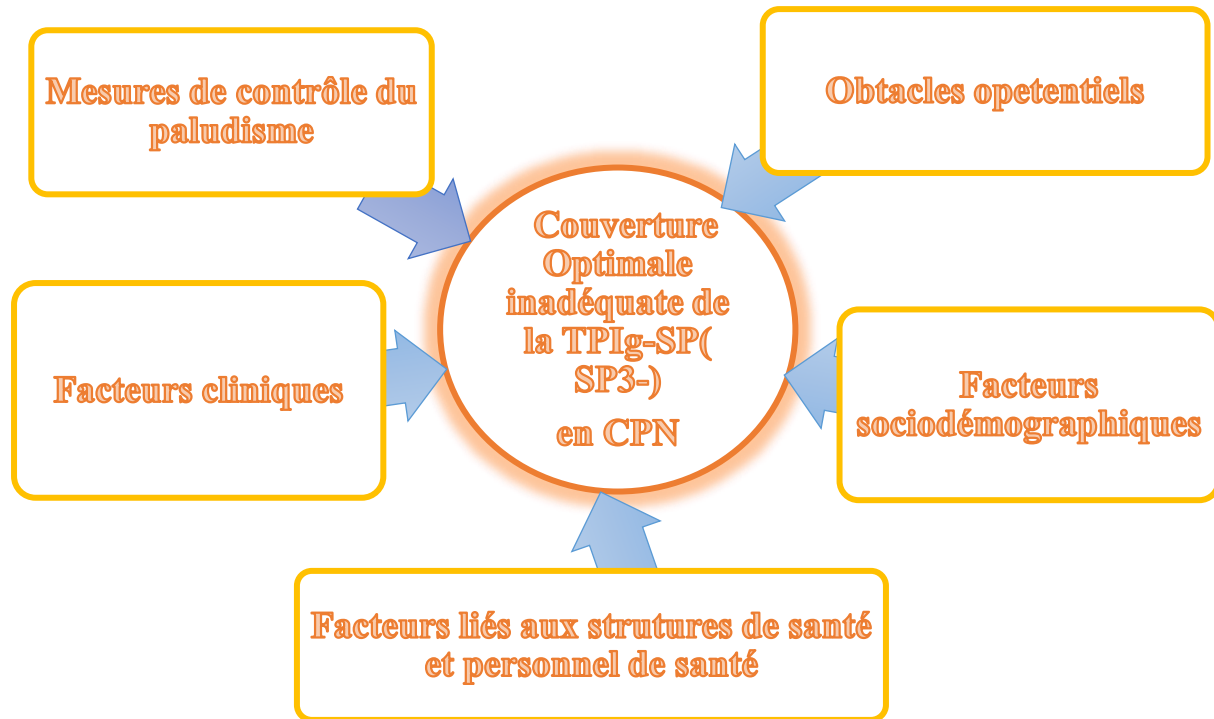 Mesures de contrôle du
paludisme
Obtacles opetentiels
Couverture
Optimale
inadéquate de
la TPIg-SP(
SP3-)
en CPN
Facteurs cliniques
Facteurs
sociodémographiques
Facteurs liés aux strutures de santé
et personnel de santé